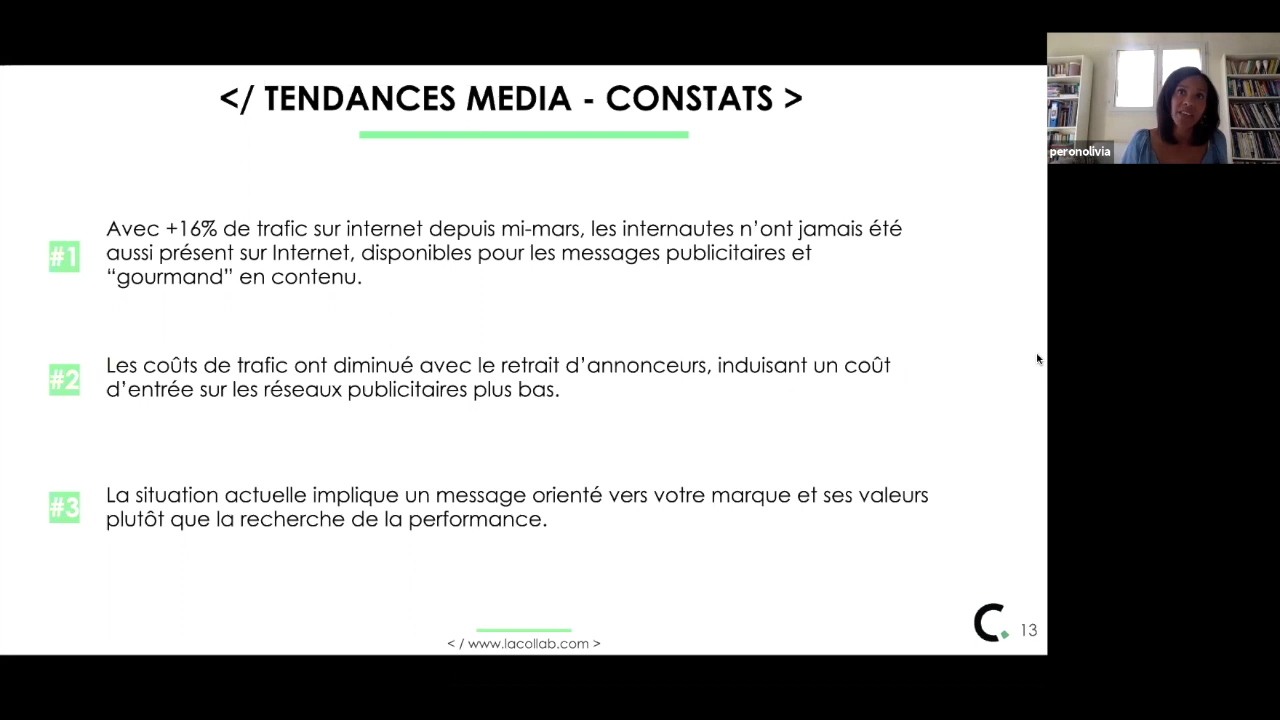 </ TENDANCES MEDIA - CONSTATS >
peronolivia
#1
Avec +16% de trafic sur internet depuis mi-mars, les internautes n’ont jamais été
aussi présent sur Internet, disponibles pour les messages publicitaires et
“gourmand” en contenu.
#2
Les coûts de trafic ont diminué avec le retrait d’annonceurs, induisant un coût
d’entrée sur les réseaux publicitaires plus bas.
#3
La situation actuelle implique un message orienté vers votre marque et ses valeurs
plutôt que la recherche de la performance.
C.
13
< / www.lacollab.com >